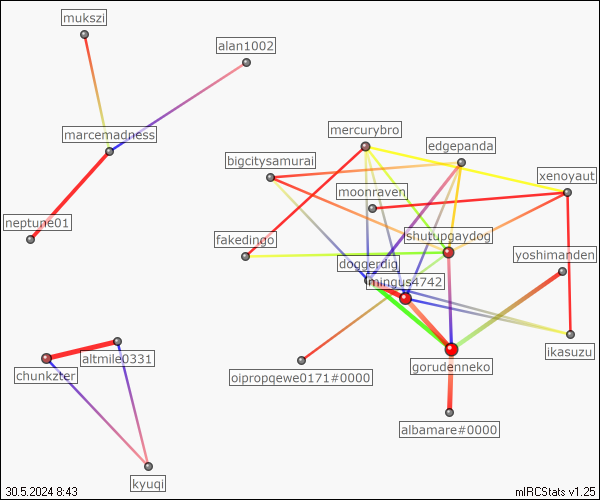 mukszi
alan1002
marcemadness
mercurybro
edgepanda
bigcitysamurai
xenoyaut
moonraven
neptune01
fakedingo
shutupgaydog
yoshimanden
doggerdig
mingus4742
altmile0331
ikasuzu
chunkzter
oipropqewe0171#0000
gorudenneko
albamare#0000
kyuqi
30.5.2024 8:43
mIRCStats v1.25